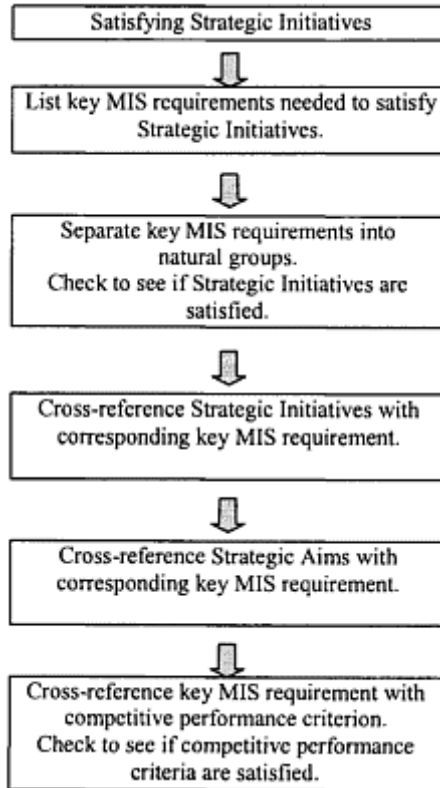 Satisfying Strategic Initiatives
List key MIS requirements needed to satisfy
Strategic Initiatives.
Separate key MIS requirements into
natural groups.
Check to see if Strategic Initiatives are
satisfied.
Cross-reference Strategic Initiatives with
corresponding key MIS requirement.
Cross-reference Strategic Aims with
corresponding key MIS requirement.
Cross-reference key MIS requirement with
competitive performance criterion.
Check to see if competitive performance
criteria are satisfied.